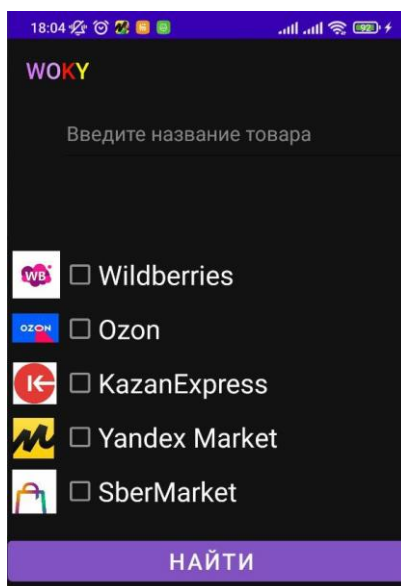 18:04 92
WOKY
Введите название товара
WB Wildberries
OZON Ozon
KazanExpress
Yandex Market
SberMarket
НАЙТИ